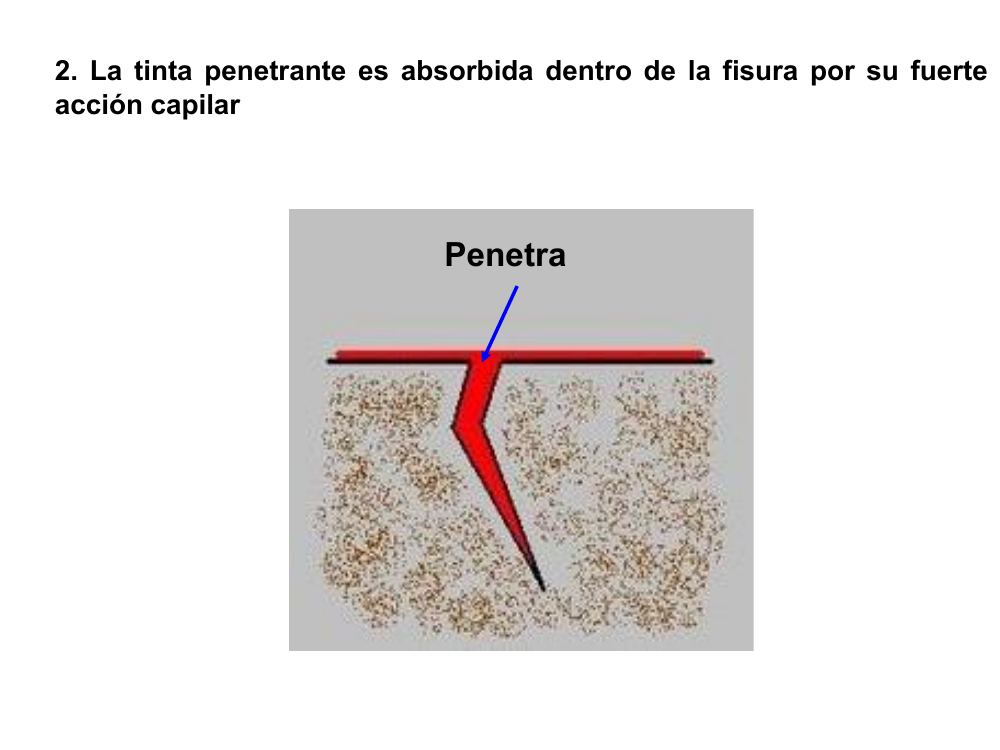 2. La tinta penetrante es absorbida dentro de la fisura por su fuerte
acción capilar
Penetra